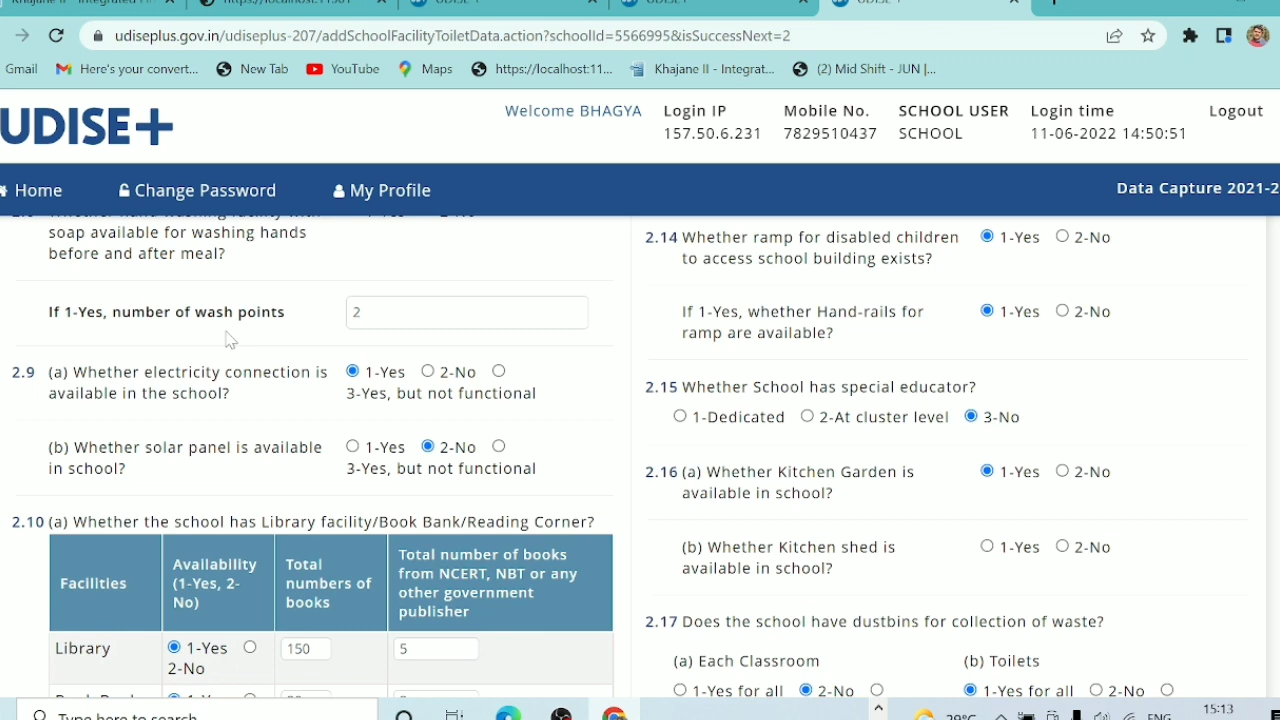 udiseplus.gov.in/udiseplus-207/addSchoolFacilityToiletData.action?schoolId=5566995&isSuccessNext=2
Gmail Here's your convert... New Tab YouTube Maps https://localhost:11... Khajane II - Integrat... (2) Mid Shift - JUN |...
UDISE+
Welcome BHAGYA
Login IP
157.50.6.231
Mobile No.
7829510437
SCHOOL USER
SCHOOL
Login time
11-06-2022 14:50:51
Logout
Home Change Password My Profile Data Capture 2021-2
soap available for washing hands
before and after meal?
If 1-Yes, number of wash points 2
2.9 (a) Whether electricity connection is 1-Yes 2-No
available in the school? 3-Yes, but not functional
(b) Whether solar panel is available 1-Yes 2-No
in school? 3-Yes, but not functional
2.10 (a) Whether the school has Library facility/Book Bank/Reading Corner?
Facilities
Availability
(1-Yes, 2-
No)
Total
numbers of
books
Total number of books
from NCERT, NBT or any
other government
publisher
Library 1-Yes 150 5
2-No
2.14 Whether ramp for disabled children 1-Yes 2-No
to access school building exists?
If 1-Yes, whether Hand-rails for 1-Yes 2-No
ramp are available?
2.15 Whether School has special educator?
1-Dedicated 2-At cluster level 3-No
2.16 (a) Whether Kitchen Garden is 1-Yes 2-No
available in school?
(b) Whether Kitchen shed is 1-Yes 2-No
available in school?
2.17 Does the school have dustbins for collection of waste?
(a) Each Classroom (b) Toilets
1-Yes for all 2-No 1-Yes for all 2-No
Type here to search 29°C ENG 15:13